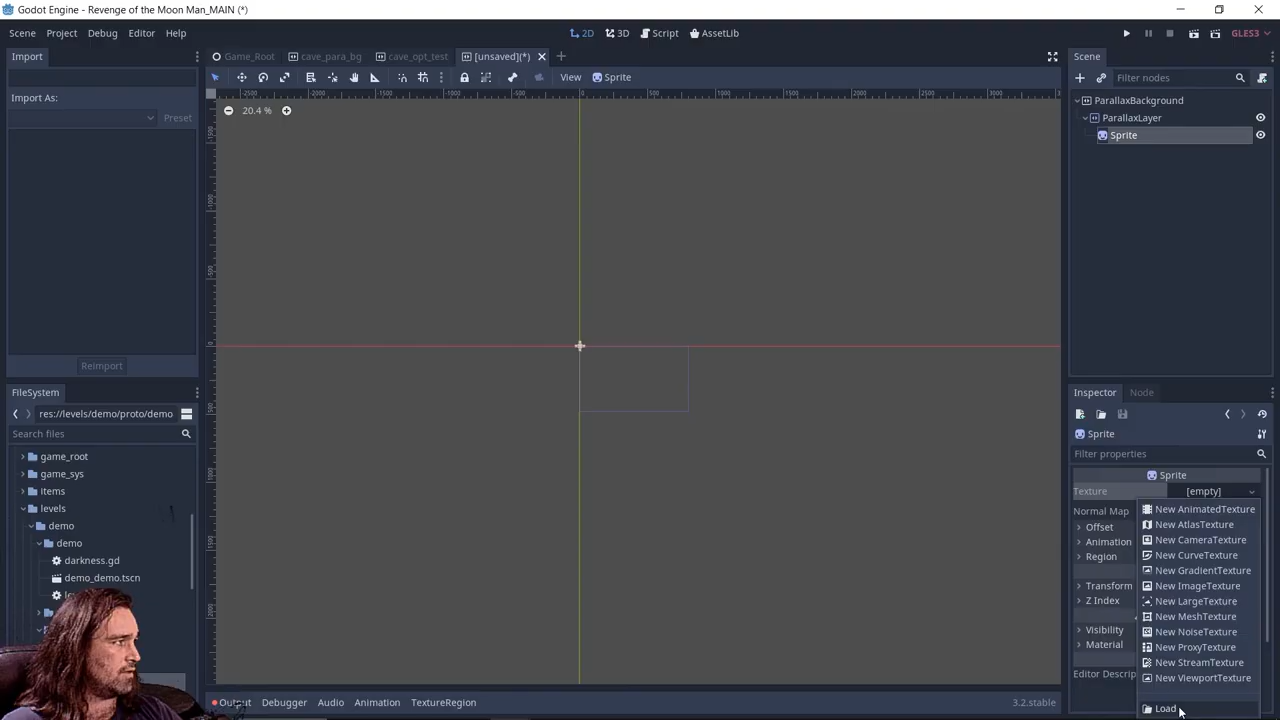 Godot Engine - Revenge of the Moon Man_MAIN (*)
Scene Project Debug Editor Help
2D 3D Script AssetLib
GLES3
Import
Game_Root cave_para_bg cave_opt_test [unsaved](*)
Scene
View Sprite
Filter nodes
Import As:
Preset
20.4 %
ParallaxBackground
ParallaxLayer
Sprite
Reimport
FileSystem
res://levels/demo/proto/demo
Search files
game_root
game_sys
items
levels
demo
demo
darkness.gd
demo_demo.tscn
Inspector Node
Sprite
Filter properties
Sprite
Texture [empty]
Normal Map
Offset
Animation
Region
Transform
Z Index
Visibility
Material
Editor Descrip
New AnimatedTexture
New AtlasTexture
New CameraTexture
New CurveTexture
New GradientTexture
New ImageTexture
New LargeTexture
New MeshTexture
New NoiseTexture
New ProxyTexture
New StreamTexture
New ViewportTexture
Load
Output Debugger Audio Animation TextureRegion
3.2.stable